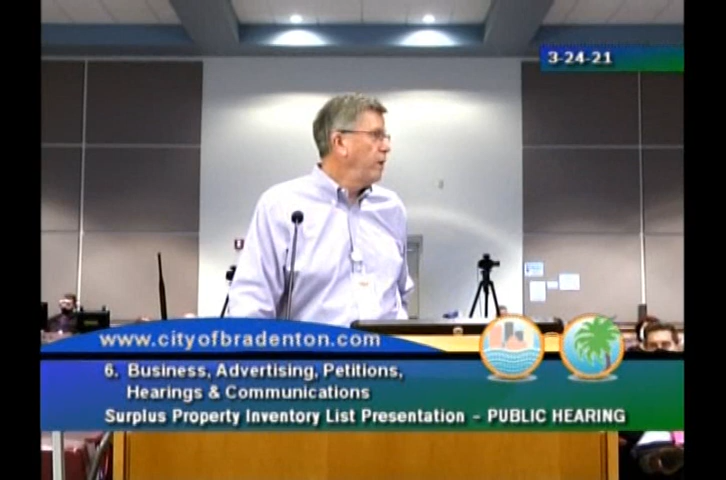 3-24-21
www.cityofbradenton.com
6. Business, Advertising, Petitions,
Hearings & Communications
Surplus Property Inventory List Presentation - PUBLIC HEARING